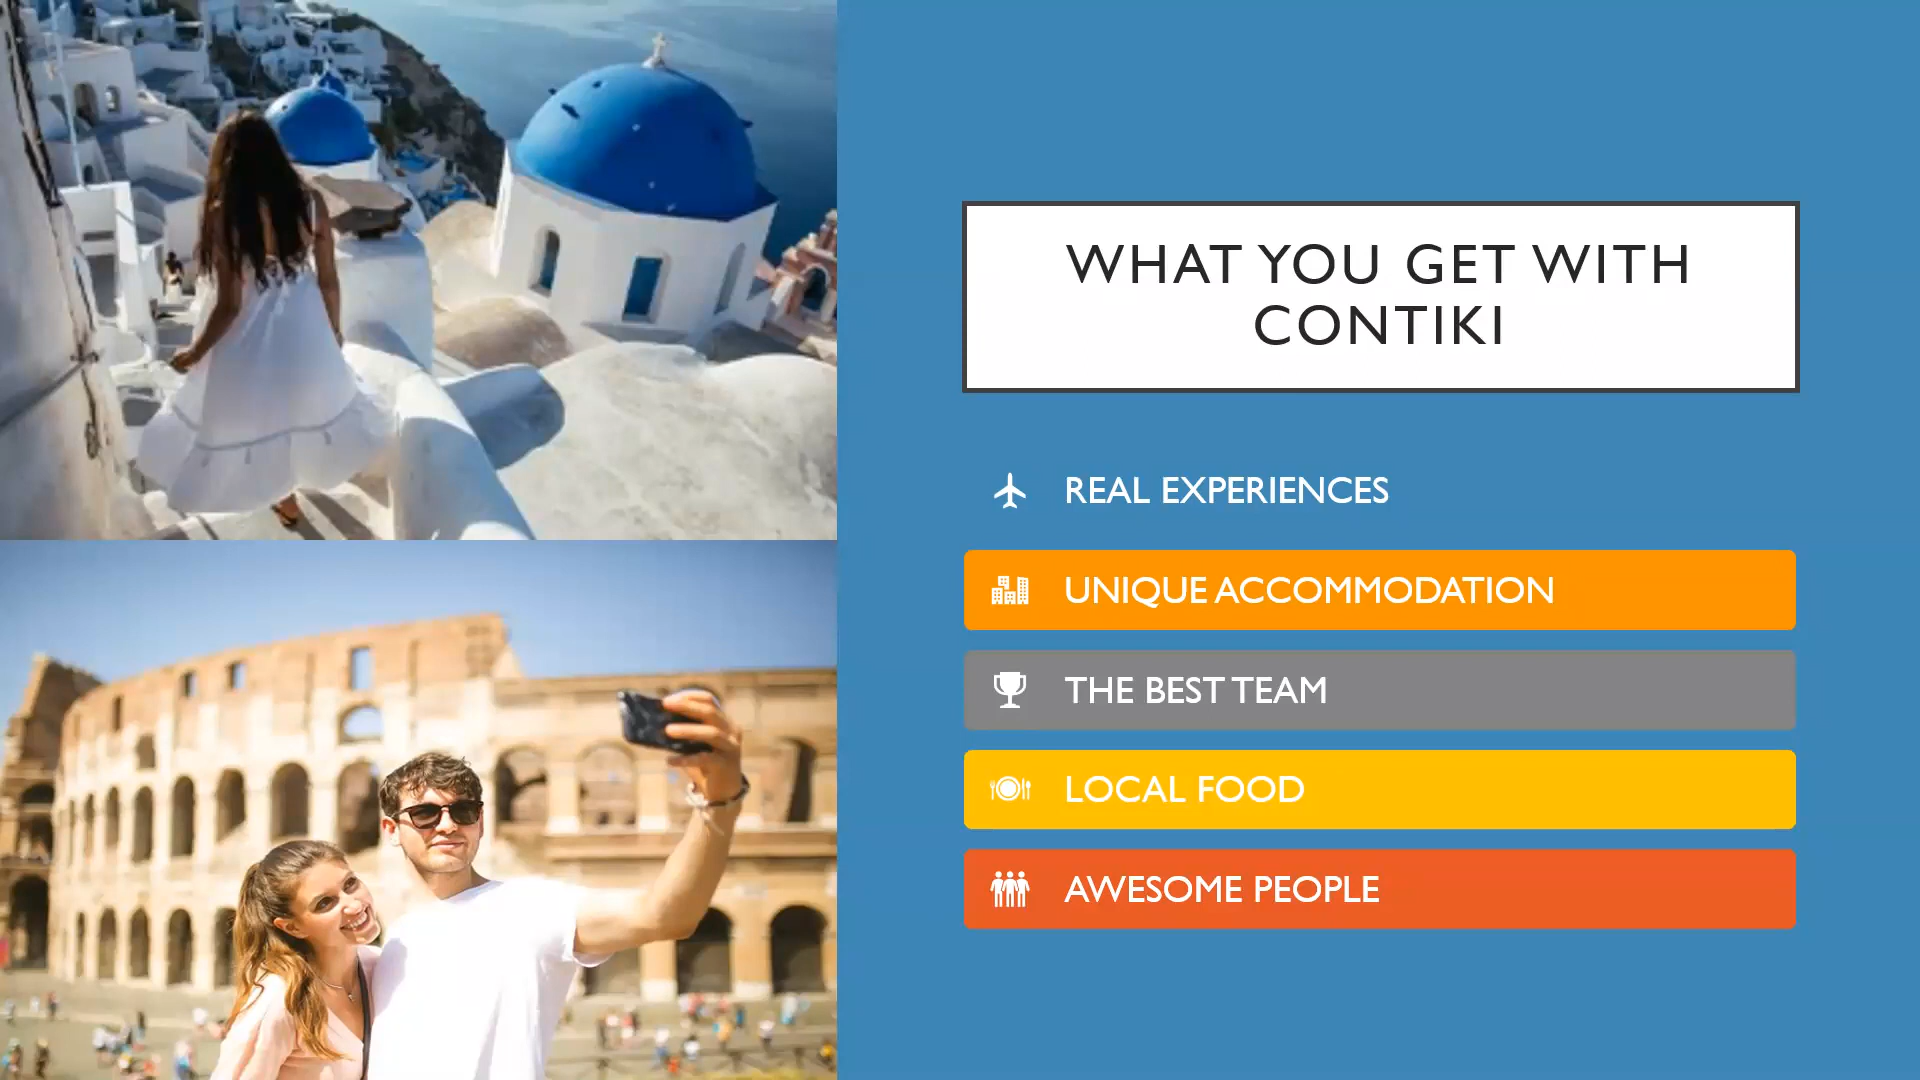 WHAT YOU GET WITH
CONTIKI
REAL EXPERIENCES
UNIQUE ACCOMMODATION
THE BEST TEAM
LOCAL FOOD
AWESOME PEOPLE